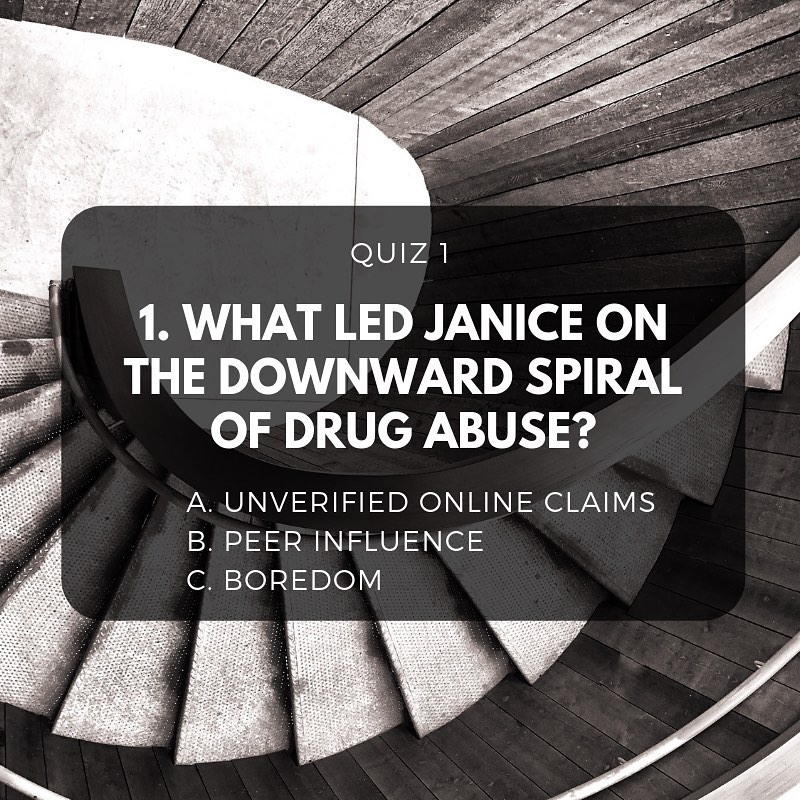 QUIZ 1
1. WHAT LED JANICE ON
THE DOWNWARD SPIRAL
OF DRUG ABUSE?
A. UNVERIFIED ONLINE CLAIMS
B. PEER INFLUENCE
C. BOREDOM